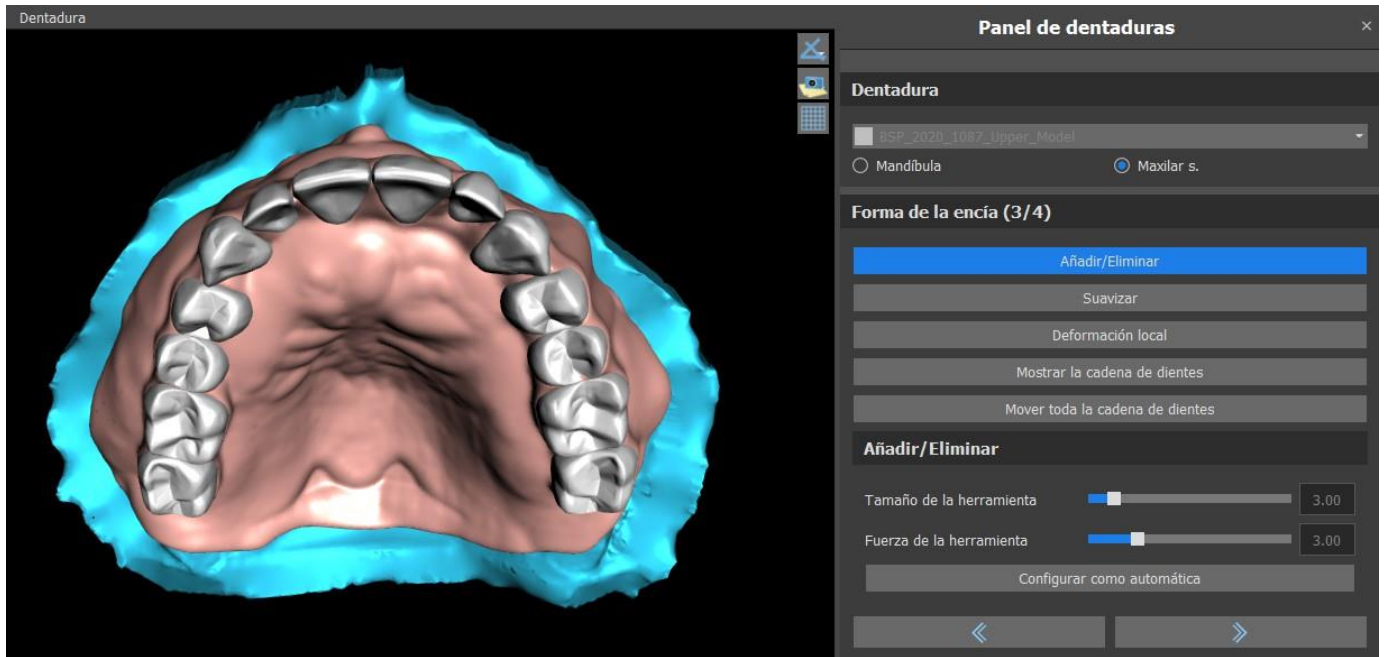 Dentadura
Panel de dentaduras
Dentadura
BSP_2020_1087_Upper_Model
Mandíbula
Maxilar s.
Forma de la encía (3/4)
Añadir/Eliminar
Suavizar
Deformación local
Mostrar la cadena de dientes
Mover toda la cadena de dientes
Añadir/Eliminar
Tamaño de la herramienta 3.00
Fuerza de la herramienta 3.00
Configurar como automática